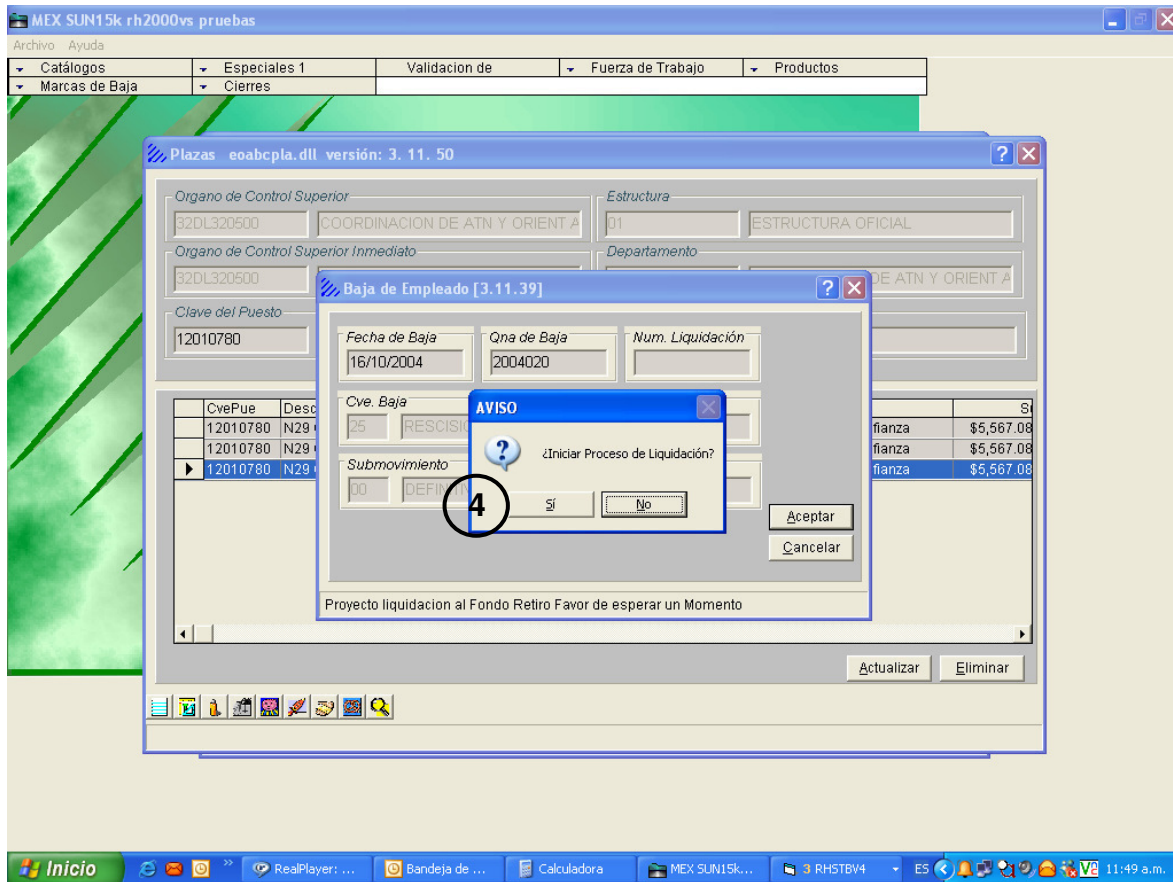 MEX SUN15k rh2000vs pruebas
Archivo Ayuda
Catálogos Especiales 1 Validacion de Fuerza de Trabajo Productos
Marcas de Baja Cierres
Plazas eoabcpla.dll versión: 3. 11. 50
Organo de Control Superior Estructura
32DL320500 COORDINACION DE ATN Y ORIENT A 01 ESTRUCTURA OFICIAL
Organo de Control Superior Inmediato Departamento
32DL320500 DE ATN Y ORIENT A
Baja de Empleado [3.11.39]
Clave del Puesto
12010780
Fecha de Baja Qna de Baja Num. Liquidación
16/10/2004 2004020
Cve. Baja
25 RESCISI
AVISO
¿Iniciar Proceso de Liquidación?
Submovimiento
00 DEFINITIV
4 Sí No
CvePue Desc S
12010780 N29 fianza $5,567.08
12010780 N29 fianza $5,567.08
12010780 N29 fianza $5,567.08
Aceptar
Cancelar
Proyecto liquidacion al Fondo Retiro Favor de esperar un Momento
Actualizar Eliminar
Inicio RealPlayer: ... Bandeja de ... Calculadora MEX SUN15k... 3 RHSTBV4 ES 11:49 a.m.